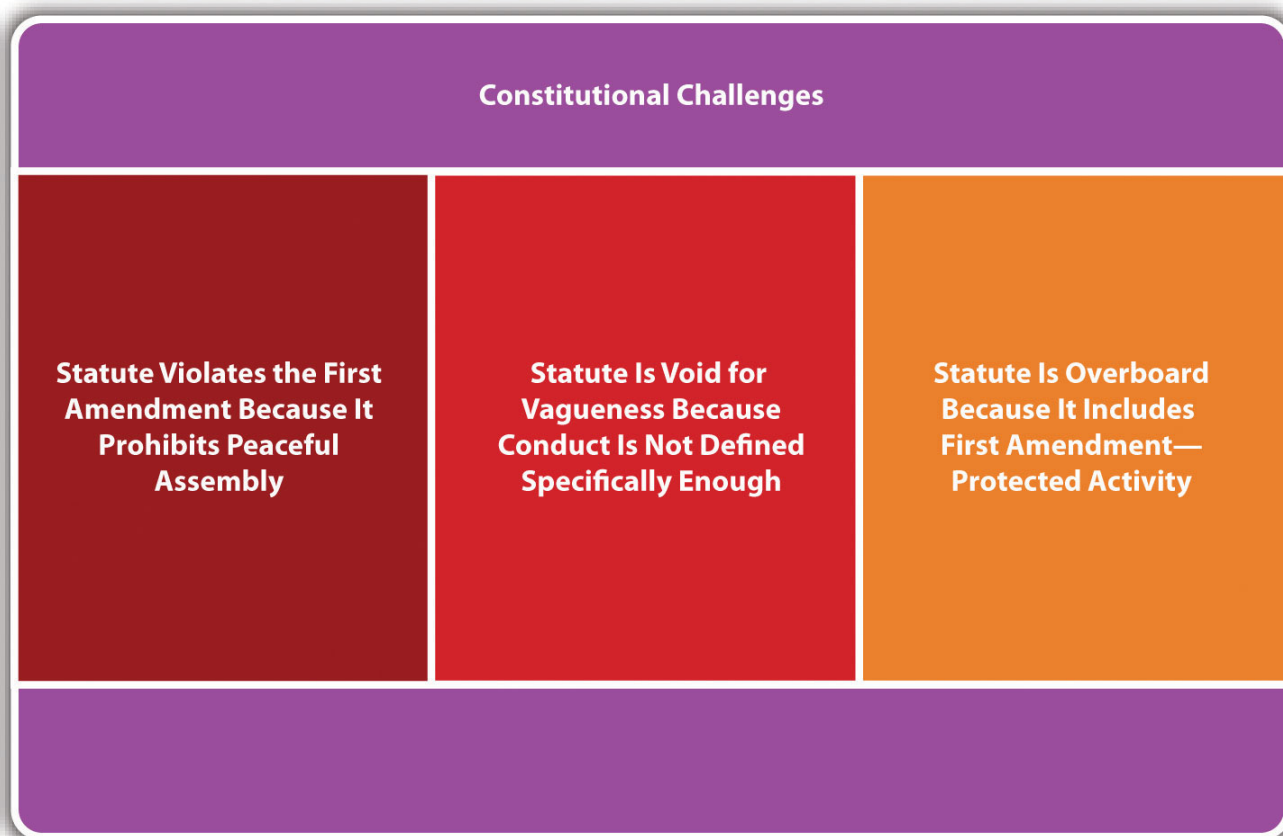 Constitutional Challenges
Statute Violates the First
Amendment Because It
Prohibits Peaceful
Assembly
Statute Is Void for
Vagueness Because
Conduct Is Not Defined
Specifically Enough
Statute Is Overboard
Because It Includes
First Amendment—
Protected Activity